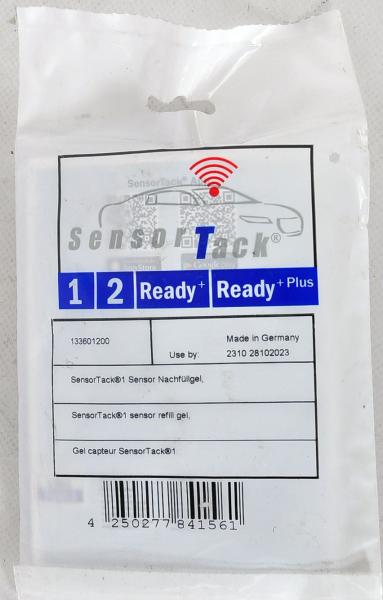 SensorTack® A
SensorTack®
1 2 Ready+ Ready+Plus
133601200
Made in Germany
Use by: 2310 28102023
SensorTack®1 Sensor Nachfüllgel,
SensorTack®1 sensor refill gel,
Gel capteur SensorTack®1
4 250277 841561